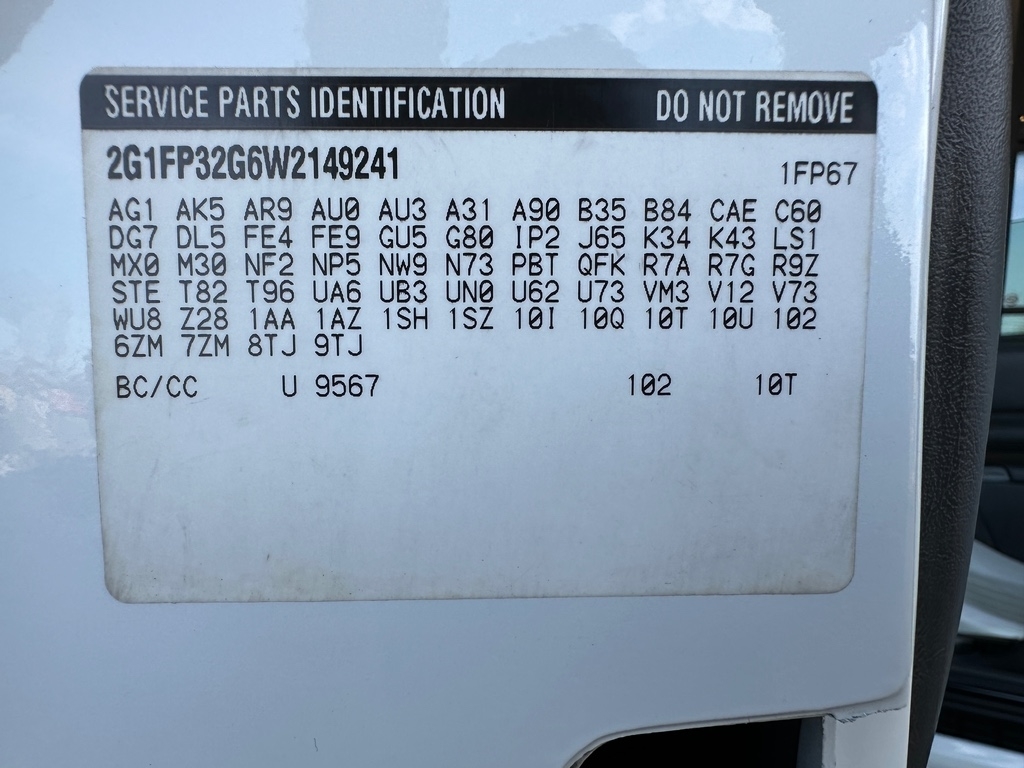 SERVICE PARTS IDENTIFICATION DO NOT REMOVE
2G1FP32G6W2149241 1FP67
AG1 AK5 AR9 AU0 AU3 A31 A90 B35 B84 CAE C60
DG7 DL5 FE4 FE9 GU5 G80 IP2 J65 K34 K43 LS1
MX0 M30 NF2 NP5 NW9 N73 PBT QFK R7A R7G R9Z
STE T82 T96 UA6 UB3 UN0 U62 U73 VM3 V12 V73
WU8 Z28 1AA 1AZ 1SH 1SZ 10I 10Q 10T 10U 102
6ZM 7ZM 8TJ 9TJ
BC/CC U 9567 102 10T